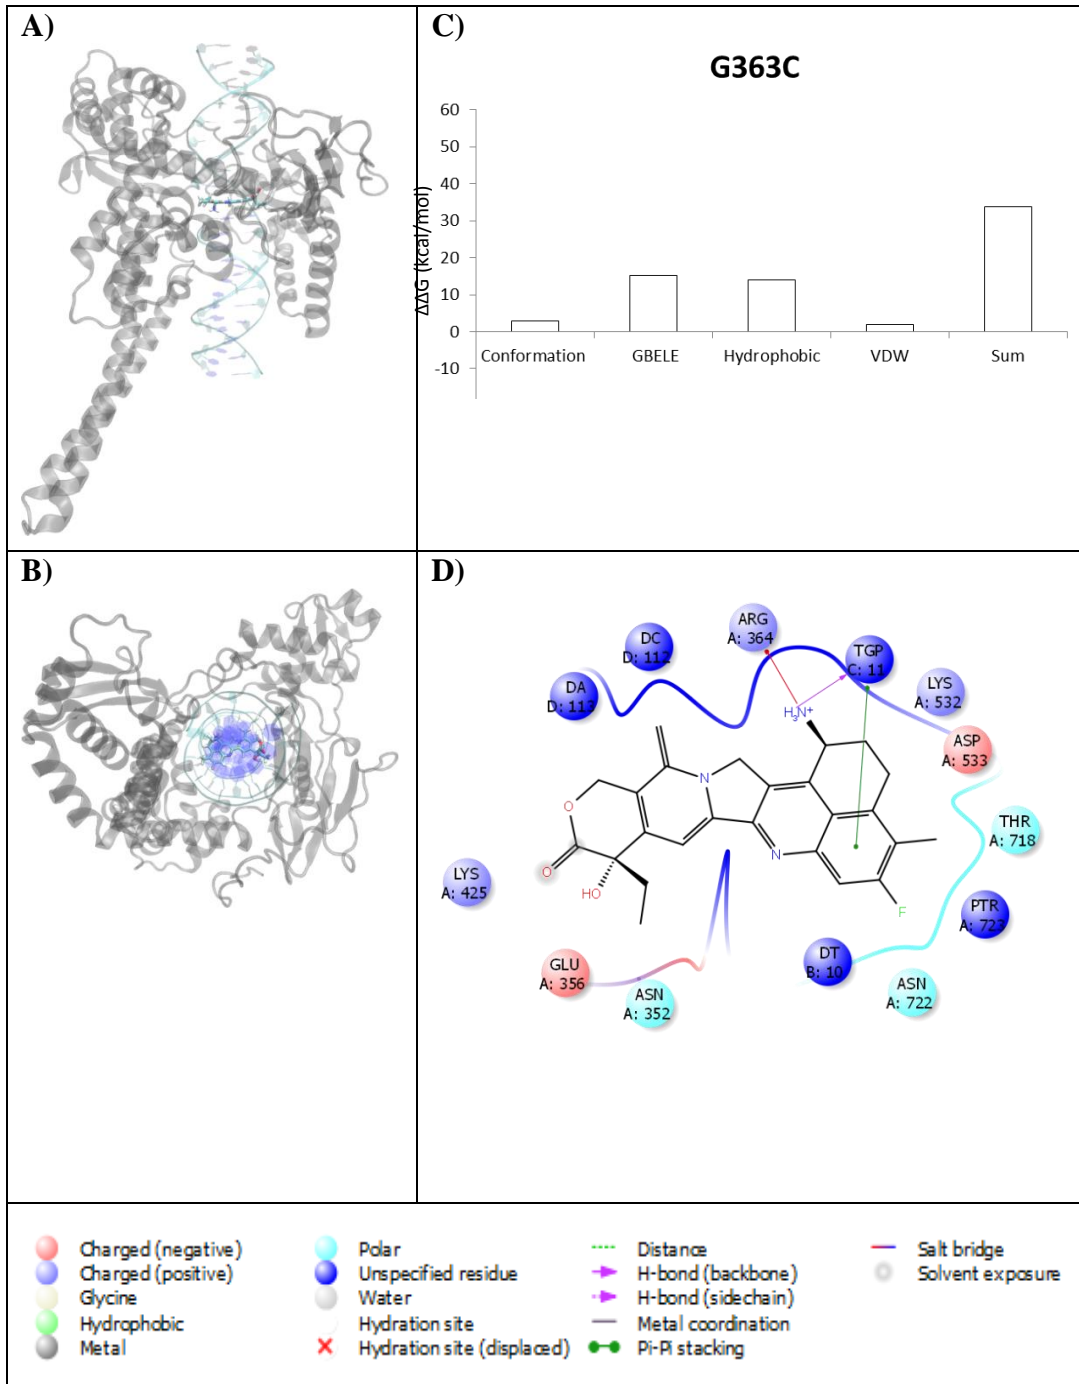 A)
C)
G363C
ΔΔG (kcal/mol)
60
50
40
30
20
10
0
-10
Conformation GBELE Hydrophobic VDW Sum
B)
D)
ARG
A: 364
DC
D: 112
TGP
C: 11
DA
D: 113
LYS
A: 532
H₃N⁺
ASP
A: 533
N
O
THR
A: 718
N
O
LYS
A: 425
HO
PTR
A: 723
F
DT
B: 10
GLU
A: 356
ASN
A: 722
ASN
A: 352
Charged (negative)
Charged (positive)
Glycine
Hydrophobic
Metal
Polar
Unspecified residue
Water
Hydration site
Hydration site (displaced)
Distance
H-bond (backbone)
H-bond (sidechain)
Metal coordination
Pi-Pi stacking
Salt bridge
Solvent exposure